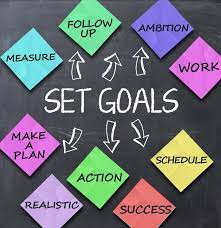 FOLLOW
UP
AMBITION
MEASURE
WORK
SET GOALS
MAKE
A
PLAN
SCHEDULE
ACTION
REALISTIC
SUCCESS